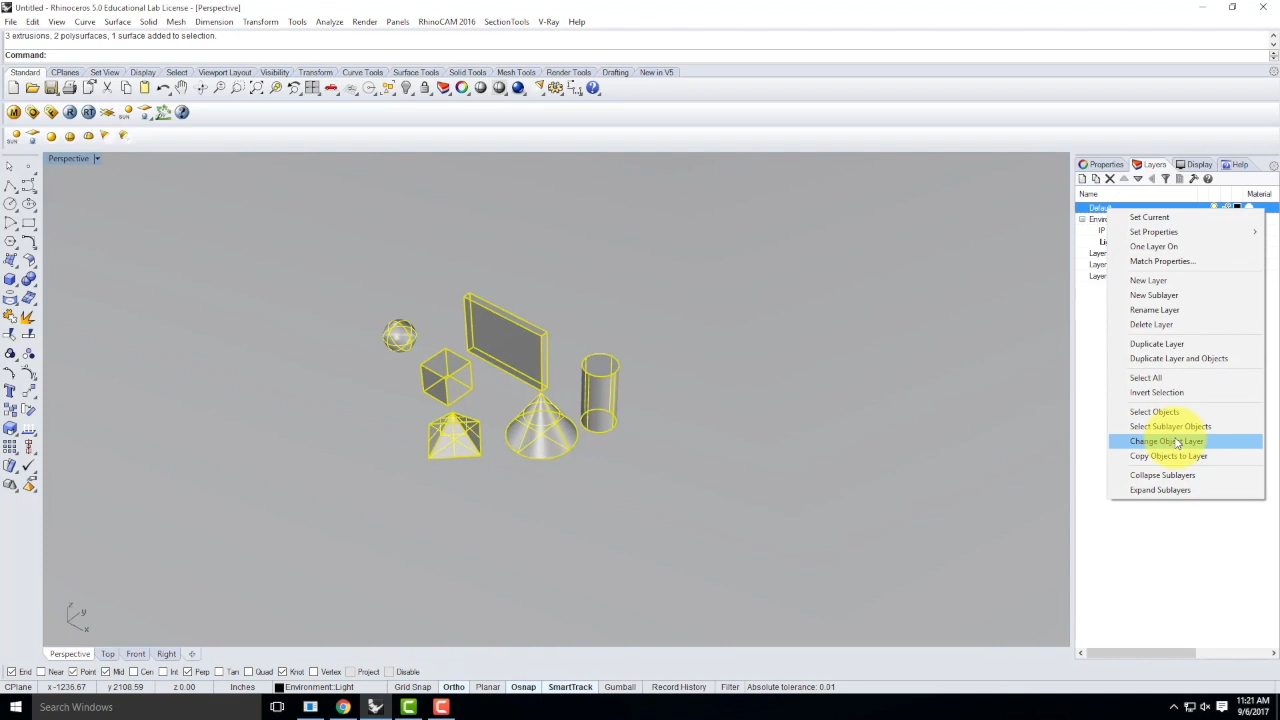 Untitled - Rhinoceros 5.0 Educational Lab License - [Perspective]
File Edit View Curve Surface Solid Mesh Dimension Transform Tools Analyze Render Panels RhinoCAM 2016 SectionTools V-Ray Help
3 extrusions, 2 polysurfaces, 1 surface added to selection.
Command:
Standard CPlanes Set View Display Select Viewport Layout Visibility Transform Curve Tools Surface Tools Solid Tools Mesh Tools Render Tools Drafting New in V5
M R RT
SUN
SUN
Perspective
Properties Layers Display Help
Name Material
Default
Set Current
Set Properties
One Layer On
Match Properties...
New Layer
New Sublayer
Rename Layer
Delete Layer
Duplicate Layer
Duplicate Layer and Objects
Select All
Invert Selection
Select Objects
Select Sublayer Objects
Change Object Layer
Copy Objects to Layer
Collapse Sublayers
Expand Sublayers
z
y
x
Perspective Top Front Right
End Near Point Mid Cen Int Perp Tan Quad Knot Vertex Project Disable
CPlane x -1236.67 y 2108.59 z 0.00 Inches Environment:Light Grid Snap Ortho Planar Osnap SmartTrack Gumball Record History Filter Absolute tolerance: 0.01
Search Windows
11:21 AM
9/6/2017